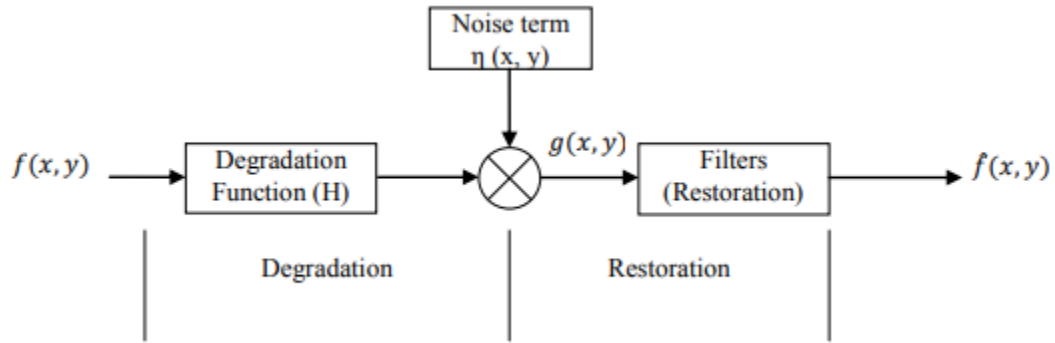 Noise term
η (x, y)
f(x, y)
Degradation
Function (H)
g(x, y)
Filters
(Restoration)
f̂(x, y)
Degradation
Restoration